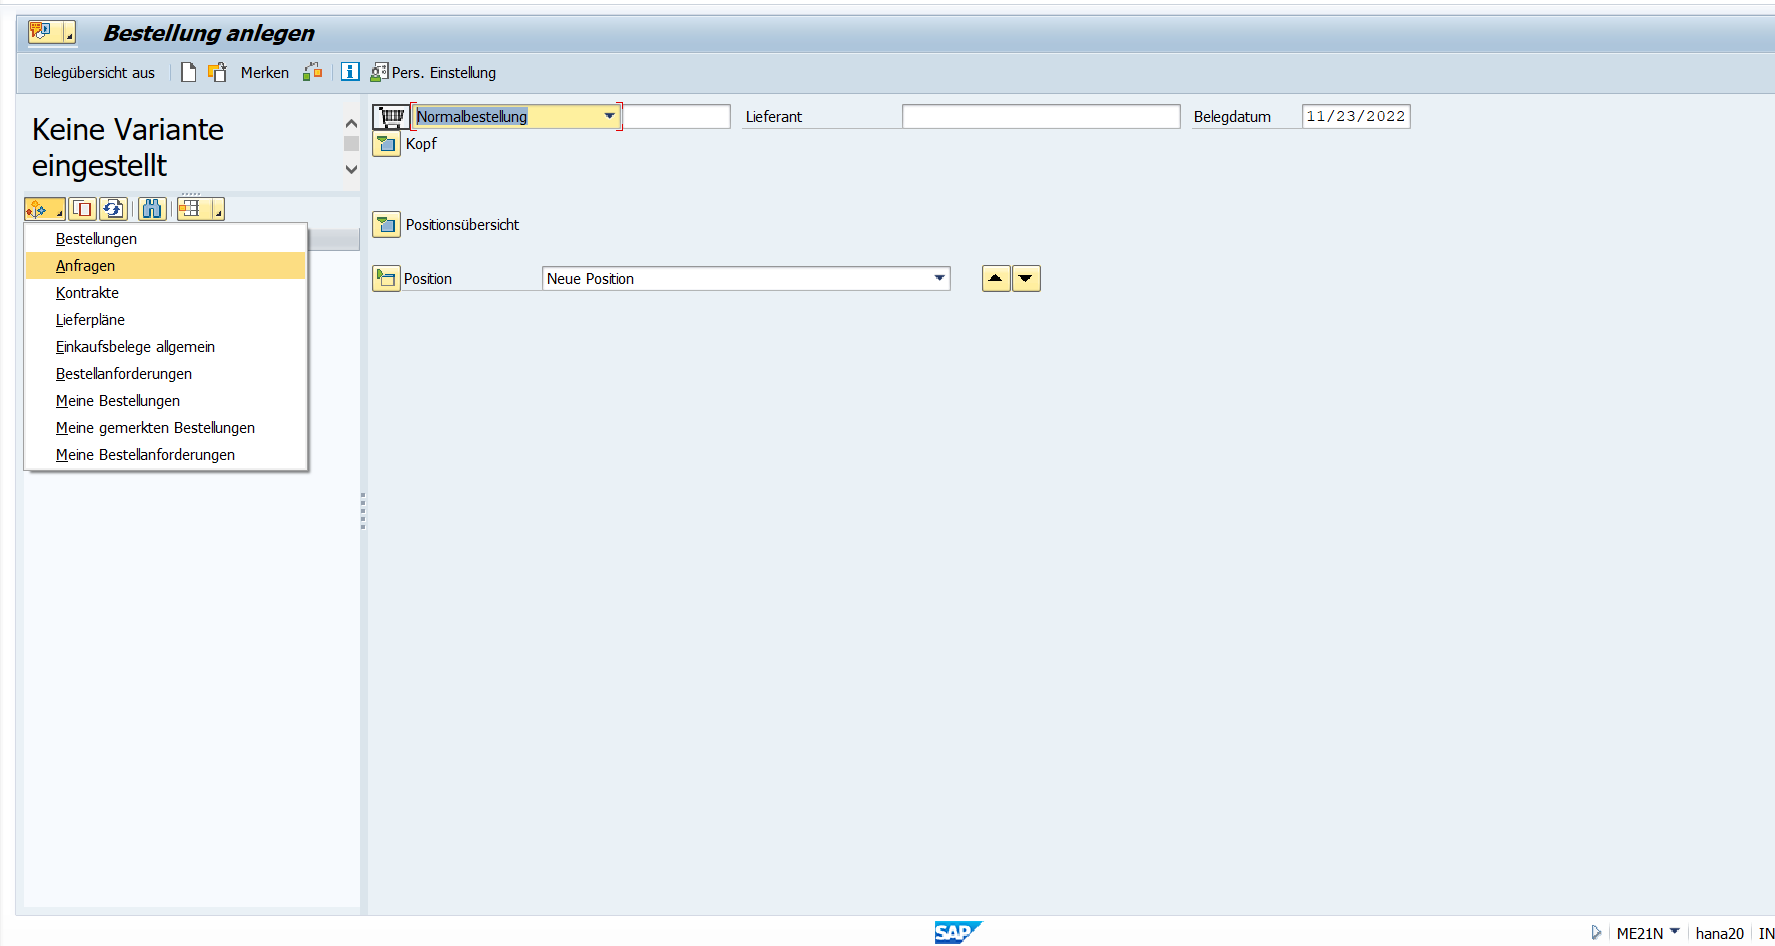 Bestellung anlegen
Belegübersicht aus Merken Pers. Einstellung
Keine Variante
eingestellt
Normalbestellung Lieferant Belegdatum 11/23/2022
Kopf
Bestellungen
Anfragen
Kontrakte
Lieferpläne
Einkaufsbelege allgemein
Bestellanforderungen
Meine Bestellungen
Meine gemerkten Bestellungen
Meine Bestellanforderungen
Positionsübersicht
Position Neue Position
SAP ME21N hana20 IN